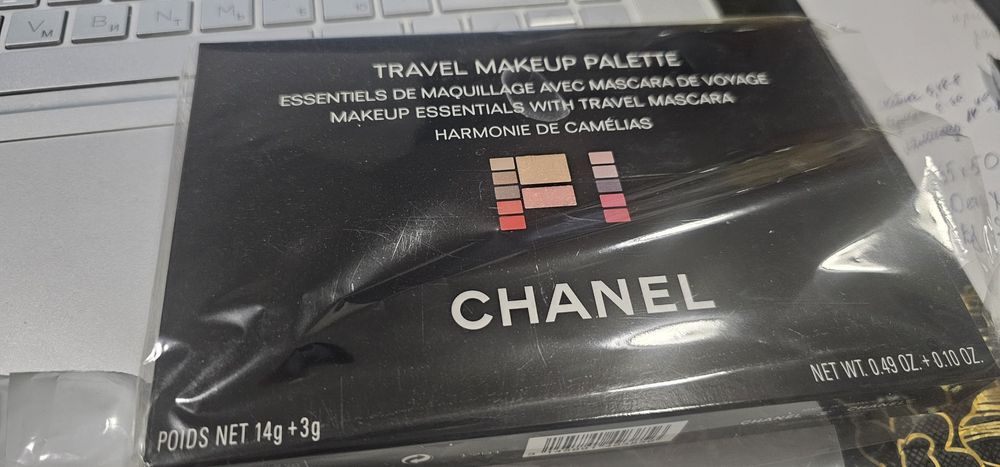 TRAVEL MAKEUP PALETTE
ESSENTIELS DE MAQUILLAGE AVEC MASCARA DE VOYAGE
MAKEUP ESSENTIALS WITH TRAVEL MASCARA
HARMONIE DE CAMÉLIAS
CHANEL
NET WT. 0.49 OZ. + 0.10 OZ.
POIDS NET 14g + 3g